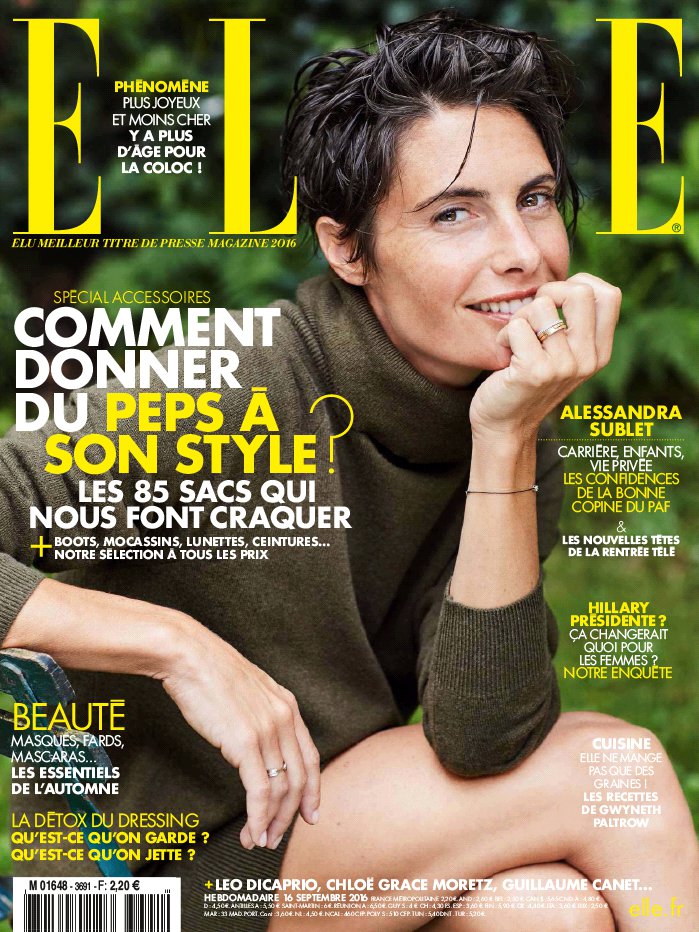 ELLE
®
PHÉNOMÈNE
PLUS JOYEUX
ET MOINS CHER
Y A PLUS
D'ÂGE POUR
LA COLOC !
ÉLU MEILLEUR TITRE DE PRESSE MAGAZINE 2016
SPÉCIAL ACCESSOIRES
COMMENT
DONNER
DU PEPS À
SON STYLE ?
LES 85 SACS QUI
NOUS FONT CRAQUER
+ BOOTS, MOCASSINS, LUNETTES, CEINTURES...
NOTRE SÉLECTION À TOUS LES PRIX
ALESSANDRA
SUBLET
CARRIÈRE, ENFANTS,
VIE PRIVÉE
LES CONFIDENCES
DE LA BONNE
COPINE DU PAF
&
LES NOUVELLES TÊTES
DE LA RENTRÉE TÉLÉ
HILLARY
PRÉSIDENTE ?
ÇA CHANGERAIT
QUOI POUR
LES FEMMES ?
NOTRE ENQUÊTE
BEAUTÉ
MASQUES, FARDS,
MASCARAS...
LES ESSENTIELS
DE L'AUTOMNE
LA DÉTOX DU DRESSING
QU'EST-CE QU'ON GARDE ?
QU'EST-CE QU'ON JETTE ?
CUISINE
ELLE NE MANGE
PAS QUE DES
GRAINES !
LES RECETTES
DE GWYNETH
PALTROW
M 01648 - 3691 - F: 2,20 €
+ LEO DICAPRIO, CHLOË GRACE MORETZ, GUILLAUME CANET...
HEBDOMADAIRE 16 SEPTEMBRE 2016 FRANCE MÉTROPOLITAINE 2,20€
elle.fr